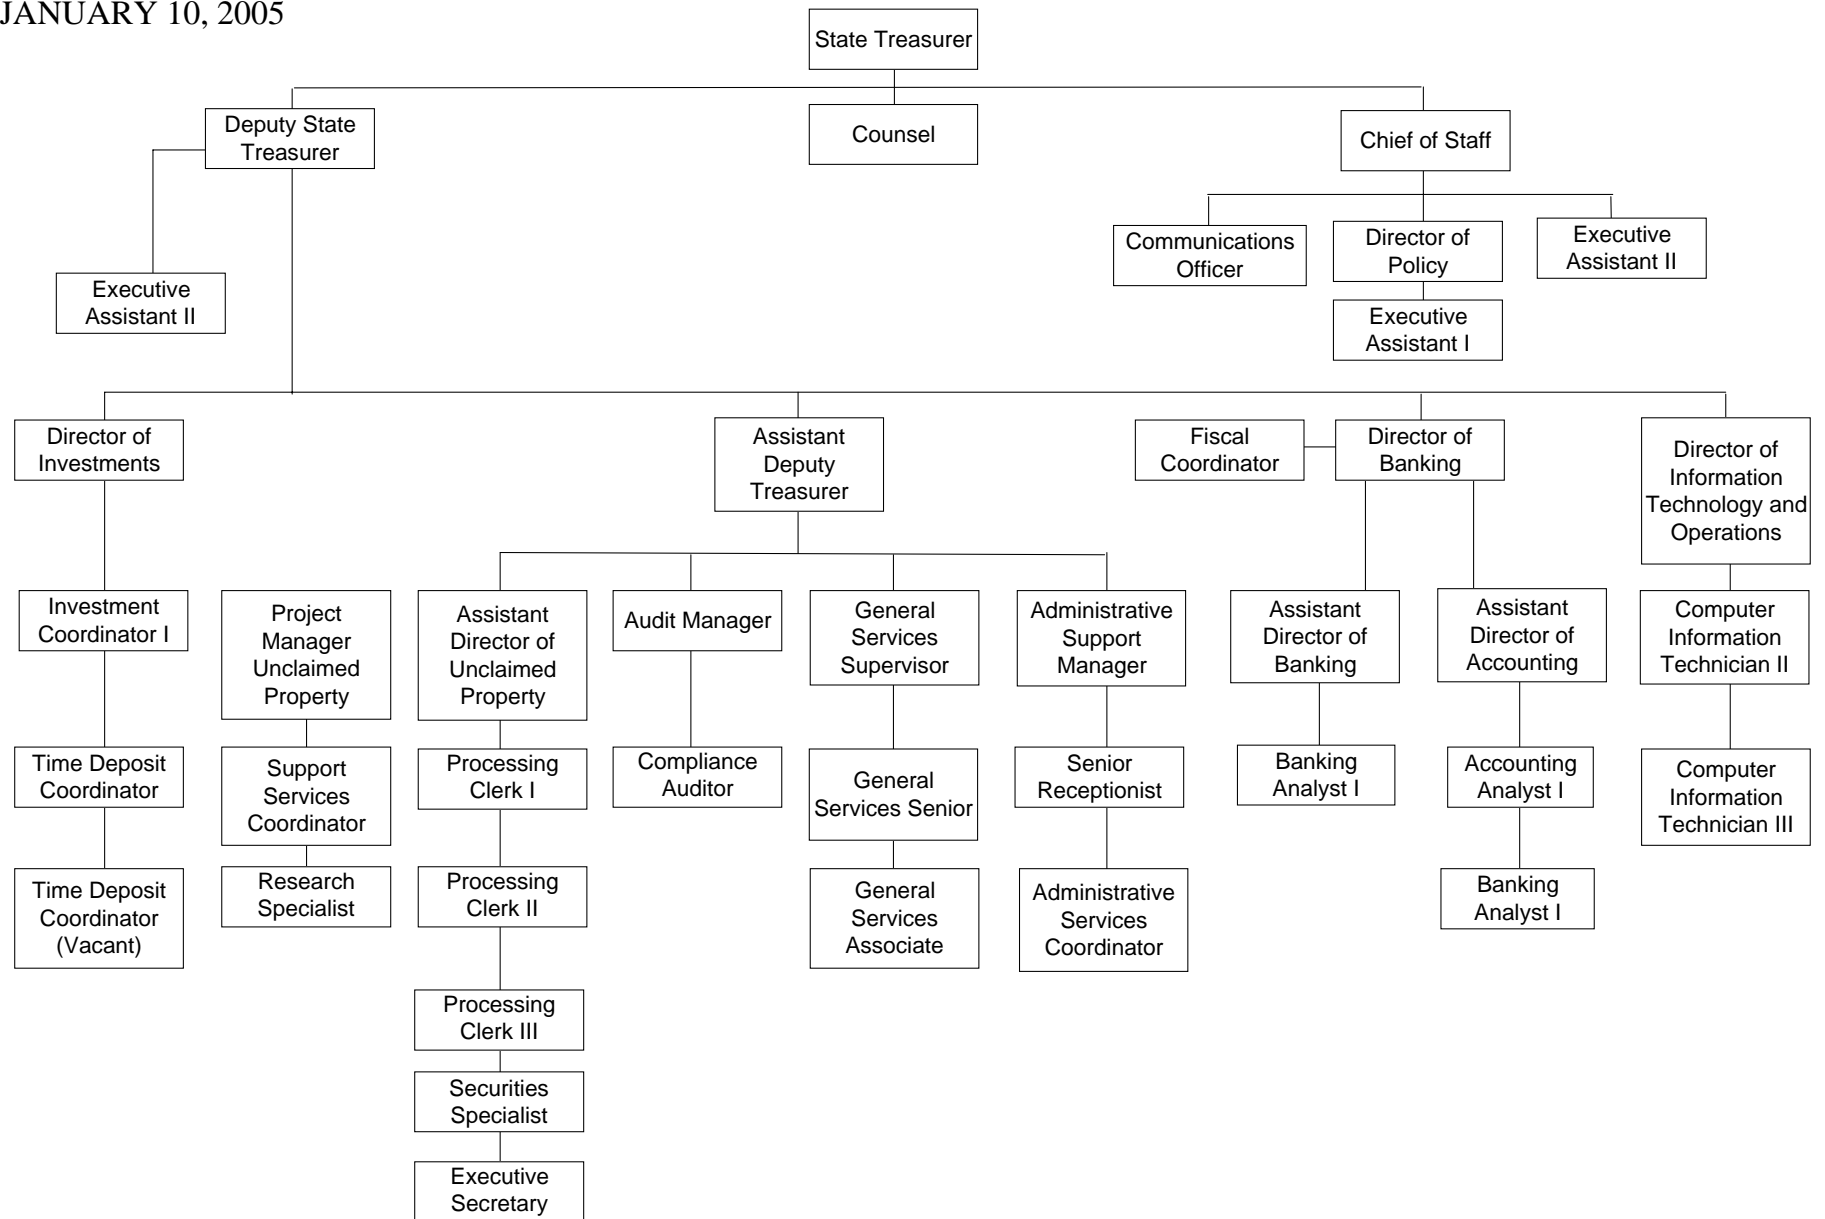 JANUARY 10, 2005
State Treasurer
Deputy State
Treasurer
Counsel
Chief of Staff
Communications
Officer
Director of
Policy
Executive
Assistant II
Executive
Assistant II
Executive
Assistant I
Director of
Investments
Assistant
Deputy
Treasurer
Fiscal
Coordinator
Director of
Banking
Director of
Information
Technology and
Operations
Investment
Coordinator I
Project
Manager
Unclaimed
Property
Assistant
Director of
Unclaimed
Property
Audit Manager
General
Services
Supervisor
Administrative
Support
Manager
Assistant
Director of
Banking
Assistant
Director of
Accounting
Computer
Information
Technician II
Time Deposit
Coordinator
Support
Services
Coordinator
Processing
Clerk I
Compliance
Auditor
General
Services Senior
Senior
Receptionist
Banking
Analyst I
Accounting
Analyst I
Computer
Information
Technician III
Time Deposit
Coordinator
(Vacant)
Research
Specialist
Processing
Clerk II
General
Services
Associate
Administrative
Services
Coordinator
Banking
Analyst I
Processing
Clerk III
Securities
Specialist
Executive
Secretary